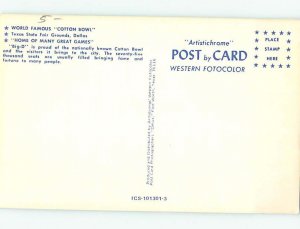 5-
★ WORLD FAMOUS "COTTON BOWL"
★ Texas State Fair Grounds, Dallas
★ "HOME OF MANY GREAT GAMES"
"Big-D" is proud of the nationally known Cotton Bowl
and the visitors it brings to the city. The seventy-five
thousand seats are usually filled bringing fame and
fortune to many people.
"Artistichrome"
POST by CARD
WESTERN FOTOCOLOR
PLACE
STAMP
HERE
1CS-101301-3